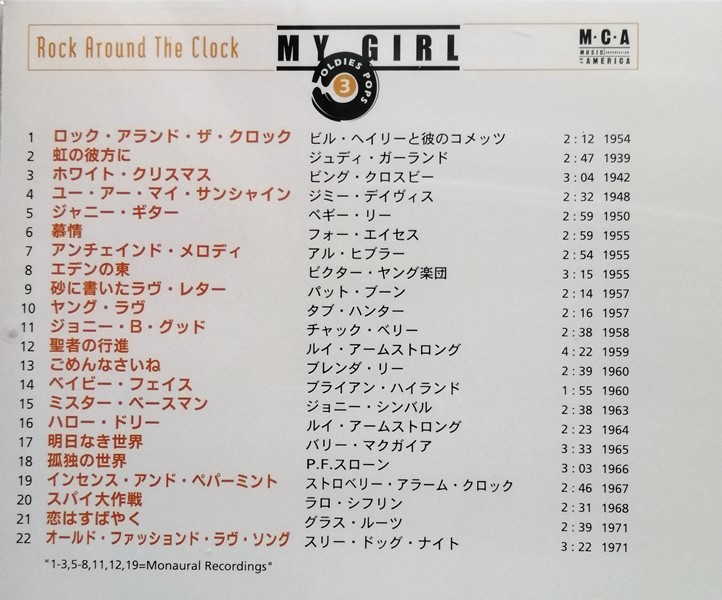 Rock Around The Clock MY GIRL M·C·A
OLDIES POPS 3
MUSIC CORPORATION
OF AMERICA
1 ロック・アランド・ザ・クロック ビル・ヘイリーと彼のコメッツ 2:12 1954
2 虹の彼方に ジュディ・ガーランド 2:47 1939
3 ホワイト・クリスマス ビング・クロスビー 3:04 1942
4 ユー・アー・マイ・サンシャイン ジミー・デイヴィス 2:32 1948
5 ジャニー・ギター ペギー・リー 2:59 1950
6 慕情 フォー・エイセス 2:59 1955
7 アンチェインド・メロディ アル・ヒブラー 2:54 1955
8 エデンの東 ビクター・ヤング楽団 3:15 1955
9 砂に書いたラヴ・レター パット・ブーン 2:14 1957
10 ヤング・ラヴ タブ・ハンター 2:16 1957
11 ジョニー・B・グッド チャック・ベリー 2:38 1958
12 聖者の行進 ルイ・アームストロング 4:22 1959
13 ごめんなさいね ブレンダ・リー 2:39 1960
14 ベイビー・フェイス ブライアン・ハイランド 1:55 1960
15 ミスター・ベースマン ジョニー・シンバル 2:38 1963
16 ハロー・ドリー ルイ・アームストロング 2:23 1964
17 明日なき世界 バリー・マクガイア 3:33 1965
18 孤独の世界 P.F.スローン 3:03 1966
19 インセンス・アンド・ペパーミント ストロベリー・アラーム・クロック 2:46 1967
20 スパイ大作戦 ラロ・シフリン 2:31 1968
21 恋はすばやく グラス・ルーツ 2:39 1971
22 オールド・ファッションド・ラヴ・ソング スリー・ドッグ・ナイト 3:22 1971
"1-3,5-8,11,12,19=Monaural Recordings"